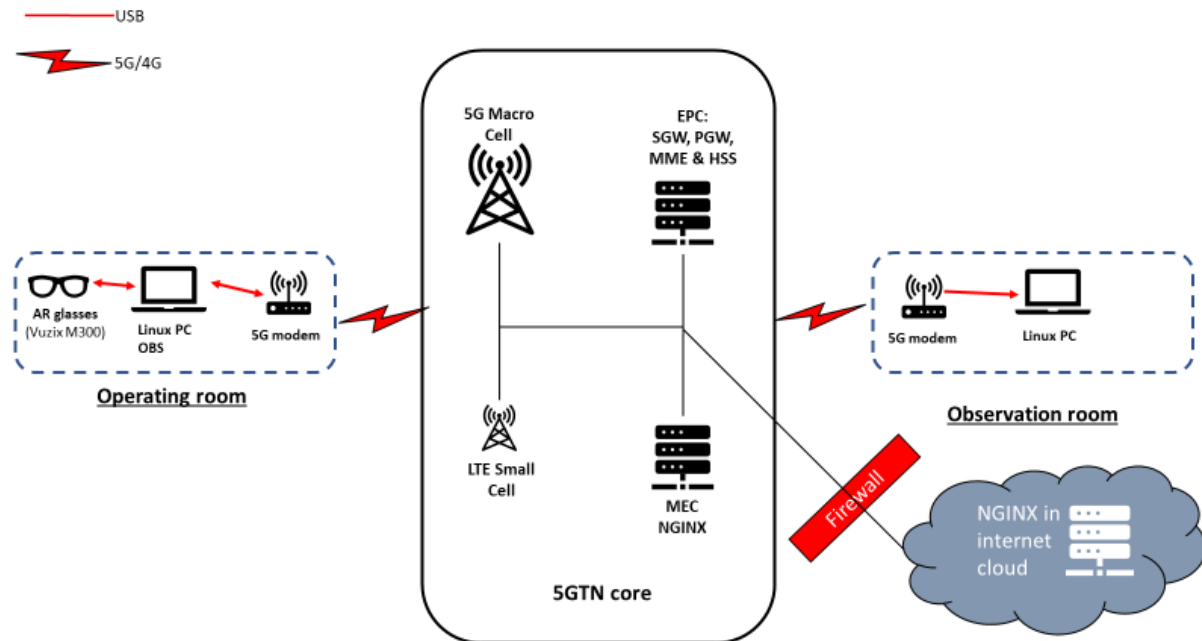 USB
5G/4G
5G Macro
Cell
EPC:
SGW, PGW,
MME & HSS
AR glasses
(Vuzix M300)
Linux PC
OBS
5G modem
Operating room
5G modem
Linux PC
Observation room
LTE Small
Cell
MEC
NGINX
Firewall
NGINX in
internet
cloud
5GTN core